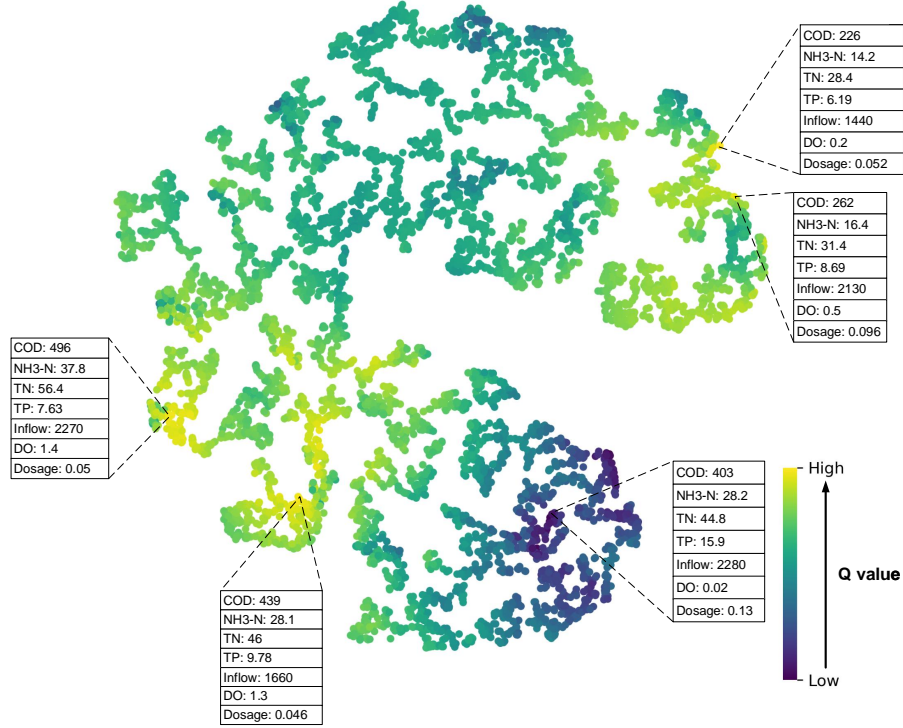 COD: 226
NH3-N: 14.2
TN: 28.4
TP: 6.19
Inflow: 1440
DO: 0.2
Dosage: 0.052
COD: 262
NH3-N: 16.4
TN: 31.4
TP: 8.69
Inflow: 2130
DO: 0.5
Dosage: 0.096
COD: 496
NH3-N: 37.8
TN: 56.4
TP: 7.63
Inflow: 2270
DO: 1.4
Dosage: 0.05
COD: 403
NH3-N: 28.2
TN: 44.8
TP: 15.9
Inflow: 2280
DO: 0.02
Dosage: 0.13
COD: 439
NH3-N: 28.1
TN: 46
TP: 9.78
Inflow: 1660
DO: 1.3
Dosage: 0.046
High
Q value
Low